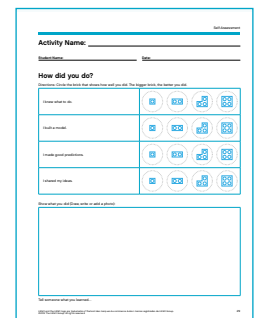 Self-Assessment
Activity Name:
Student Name: Date:
How did you do?
Directions: Circle the brick that shows how well you did. The bigger brick, the better you did.
I knew what to do.
I built a model.
I made good predictions.
I shared my ideas.
Show what you did (Draw, write or add a photo).
Tell someone what you learned...